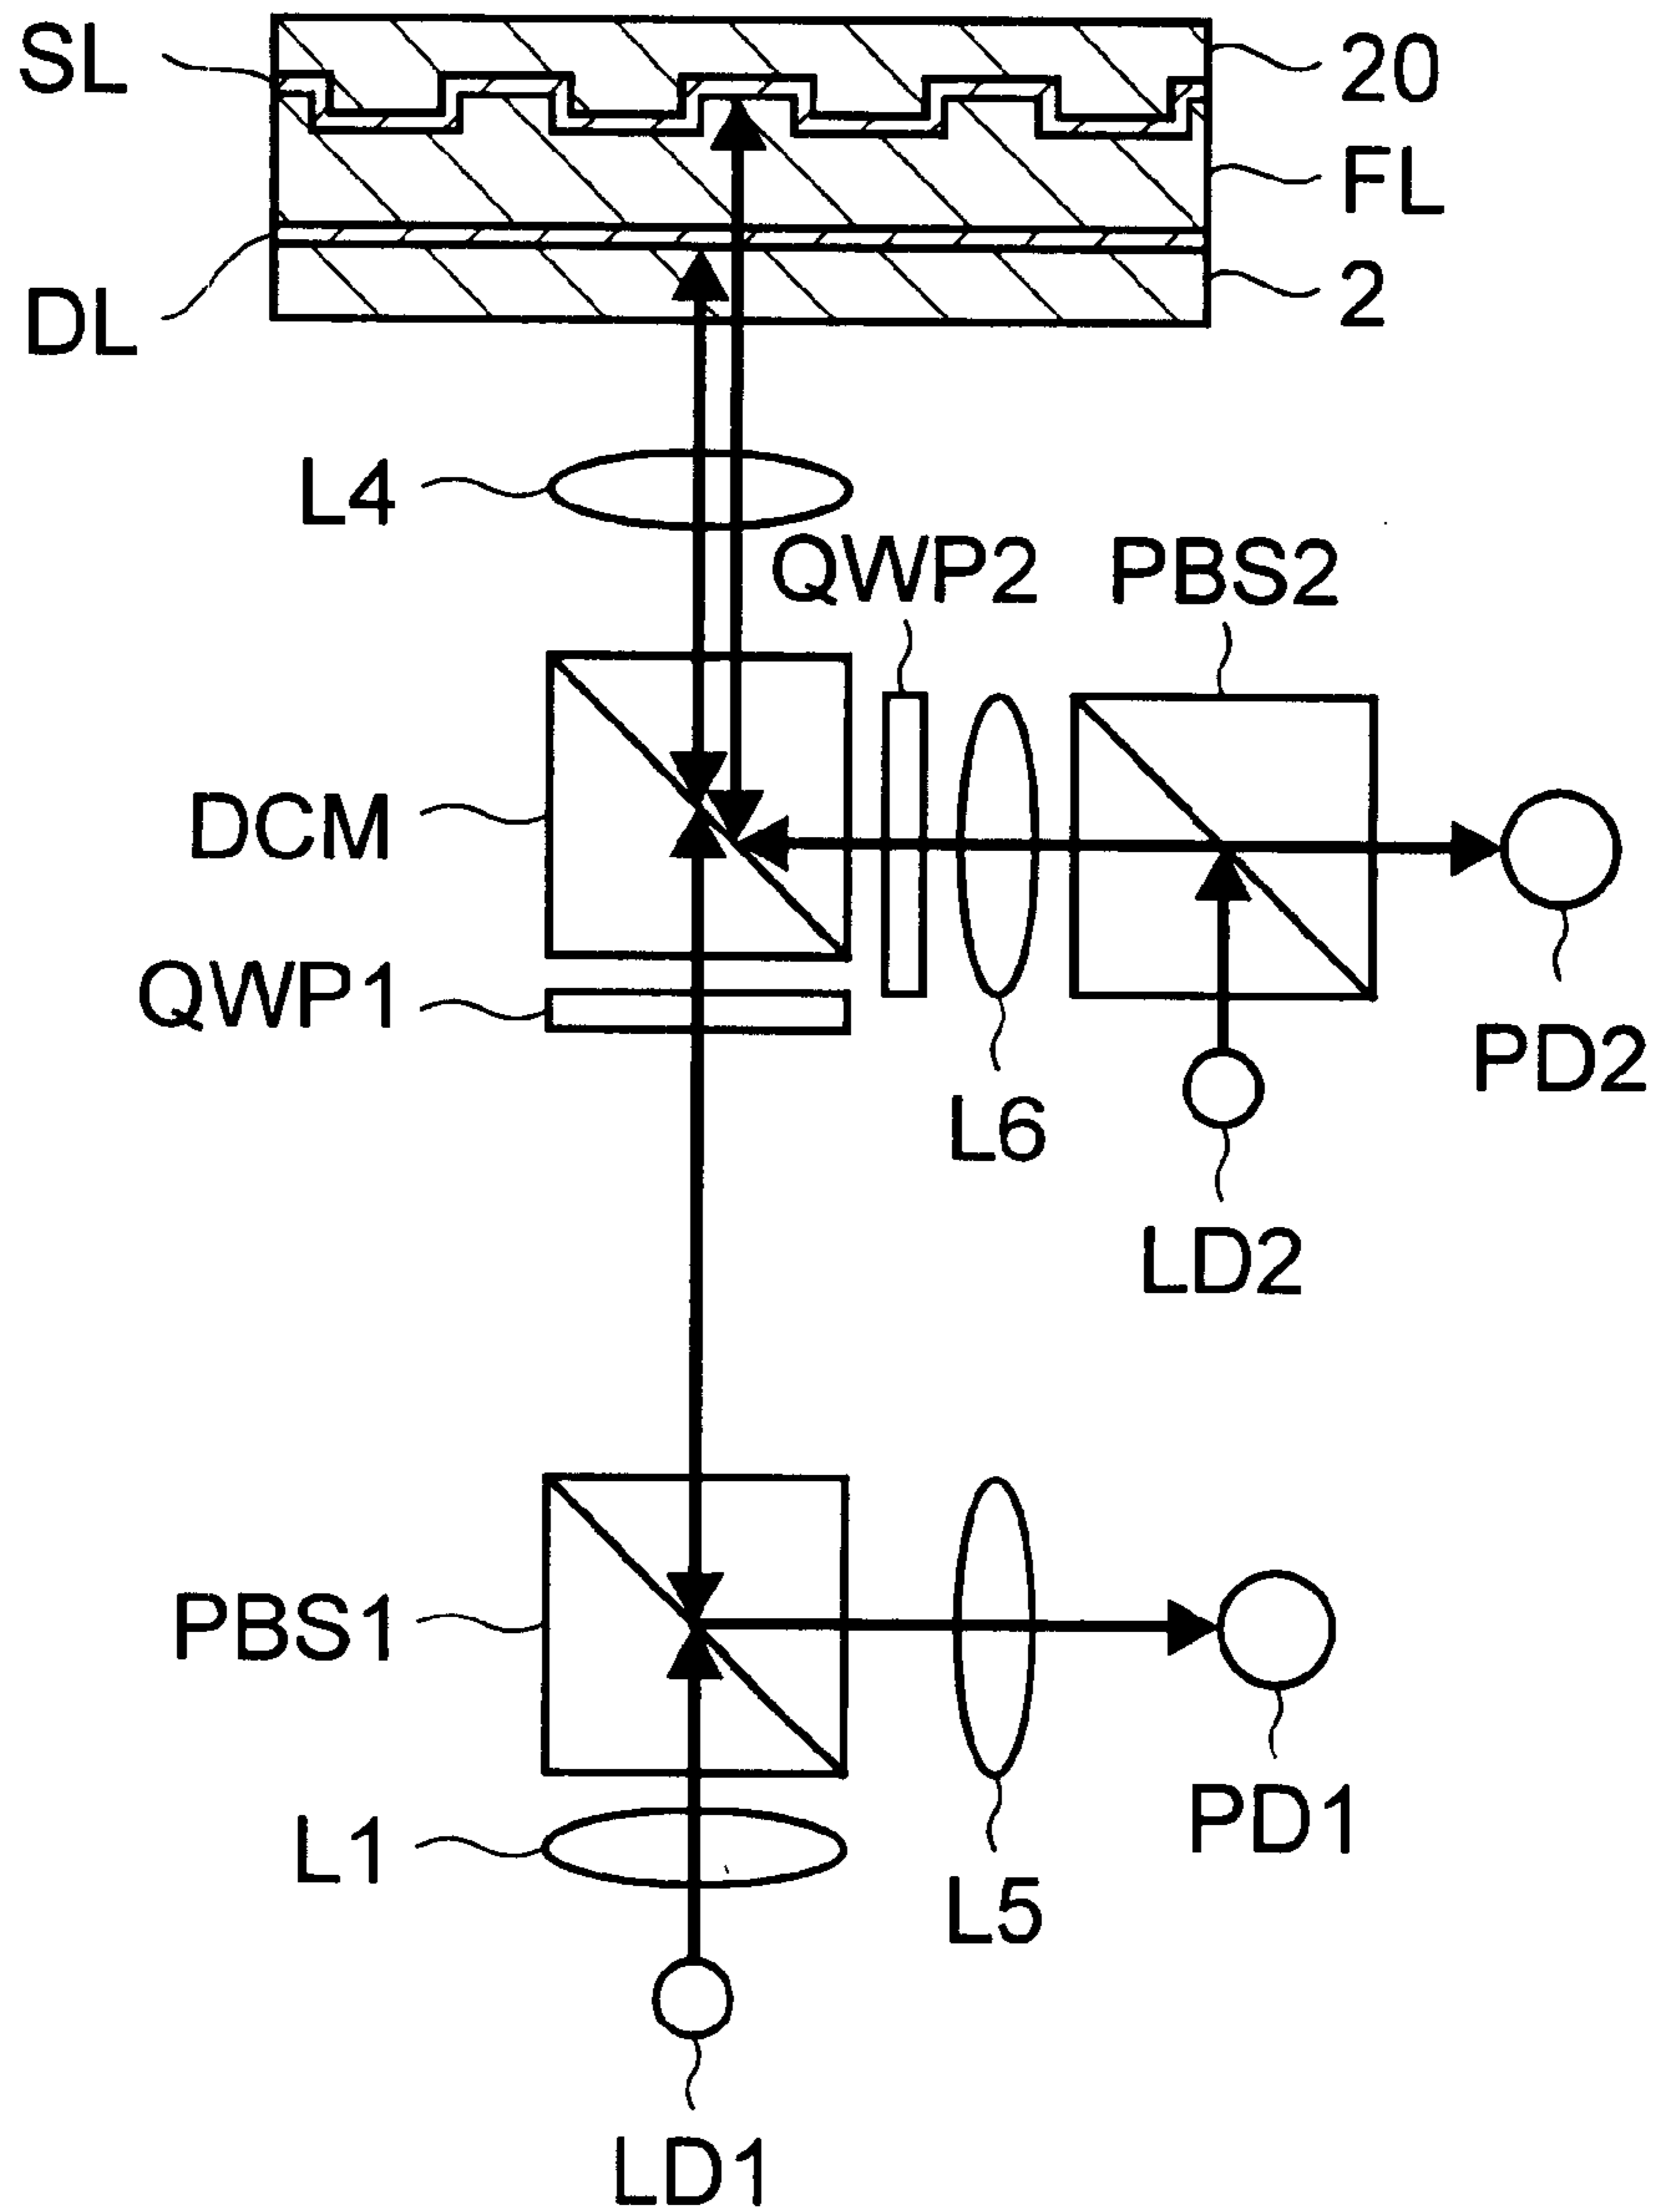 SL
20
FL
DL
2
L4
QWP2
PBS2
DCM
QWP1
PD2
L6
LD2
PBS1
PD1
L1
L5
LD1